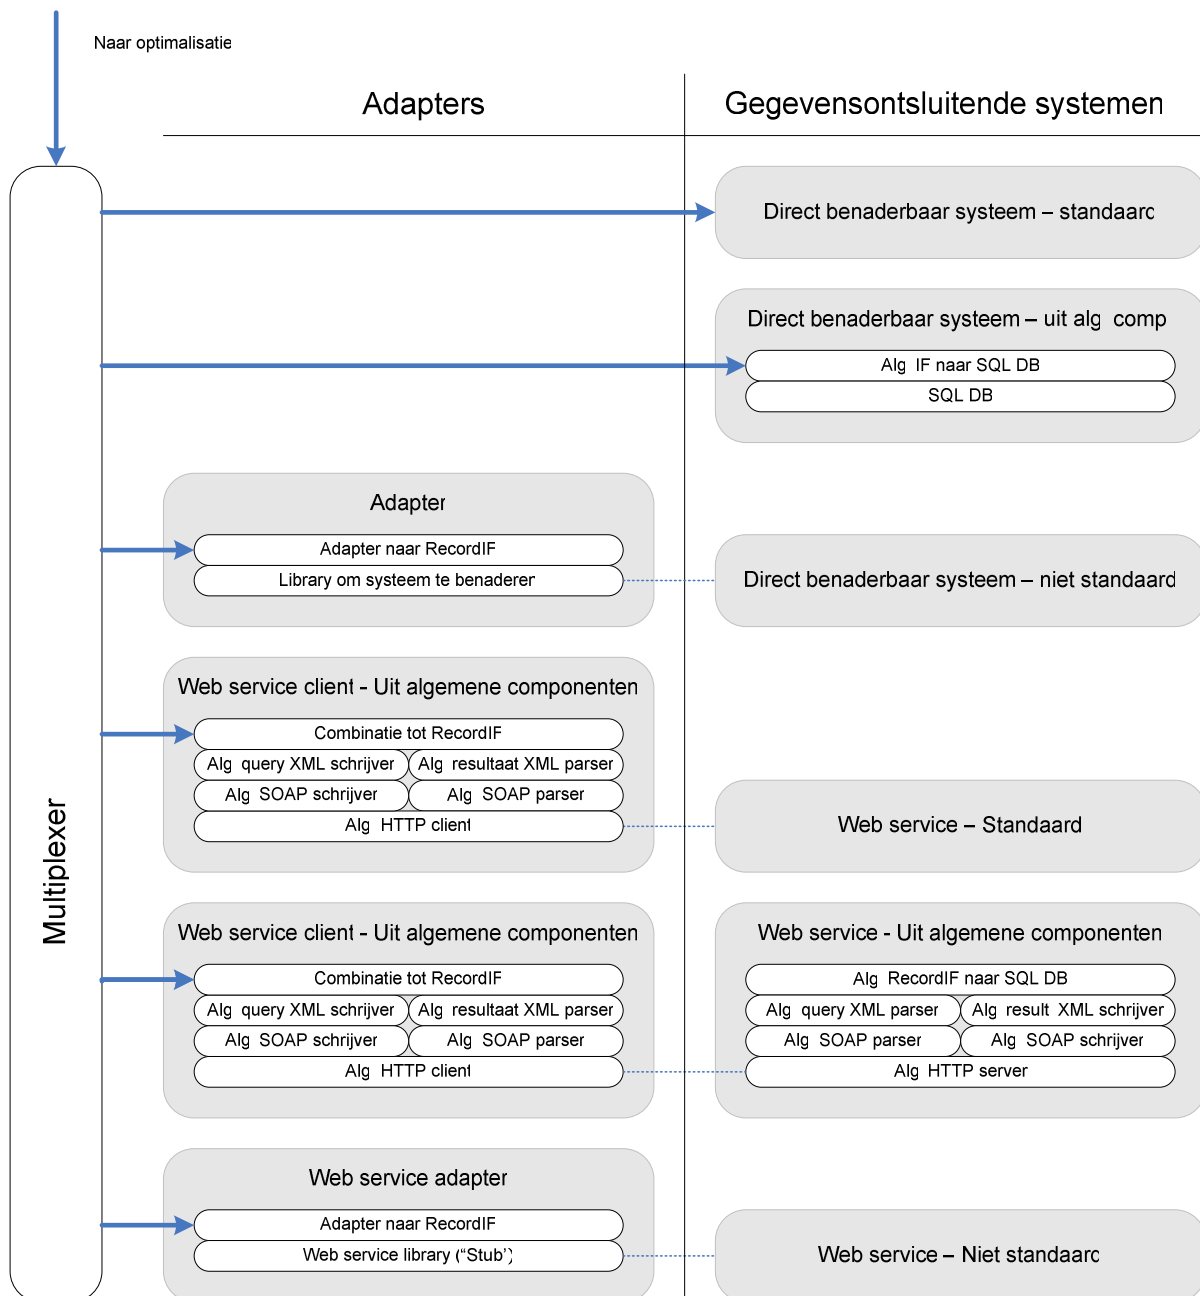 Naar optimalisatie
Adapters
Gegevensontsluitende systemen
Multiplexer
Direct benaderbaar systeem – standaard
Direct benaderbaar systeem – uit alg comp
Alg IF naar SQL DB
SQL DB
Adapter
Adapter naar RecordIF
Library om systeem te benaderen
Direct benaderbaar systeem – niet standaard
Web service client - Uit algemene componenten
Combinatie tot RecordIF
Alg query XML schrijver
Alg resultaat XML parser
Alg SOAP schrijver
Alg SOAP parser
Alg HTTP client
Web service – Standaard
Web service client - Uit algemene componenten
Combinatie tot RecordIF
Alg query XML schrijver
Alg resultaat XML parser
Alg SOAP schrijver
Alg SOAP parser
Alg HTTP client
Web service - Uit algemene componenten
Alg RecordIF naar SQL DB
Alg query XML parser
Alg result XML schrijver
Alg SOAP parser
Alg SOAP schrijver
Alg HTTP server
Web service adapter
Adapter naar RecordIF
Web service library (“Stub’)
Web service – Niet standaard